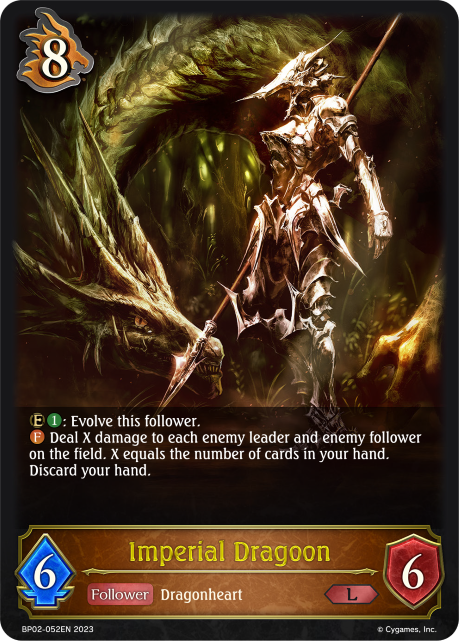 8
E 1: Evolve this follower.
F Deal X damage to each enemy leader and enemy follower
on the field. X equals the number of cards in your hand.
Discard your hand.
Imperial Dragoon
6
Follower Dragonheart
L
6
BP02-052EN 2023
© Cygames, Inc.